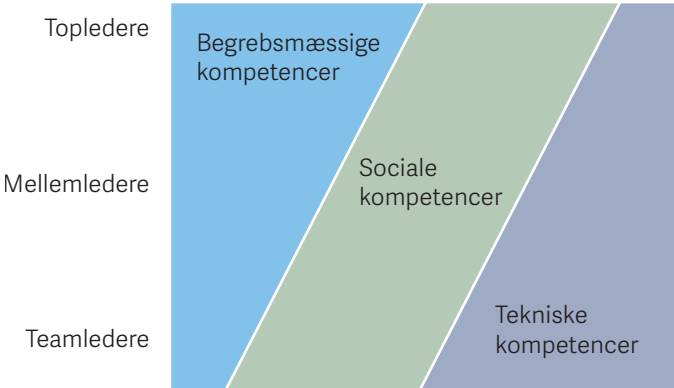 Topledere
Begrebsmæssige
kompetencer
Mellemledere
Sociale
kompetencer
Teamledere
Tekniske
kompetencer